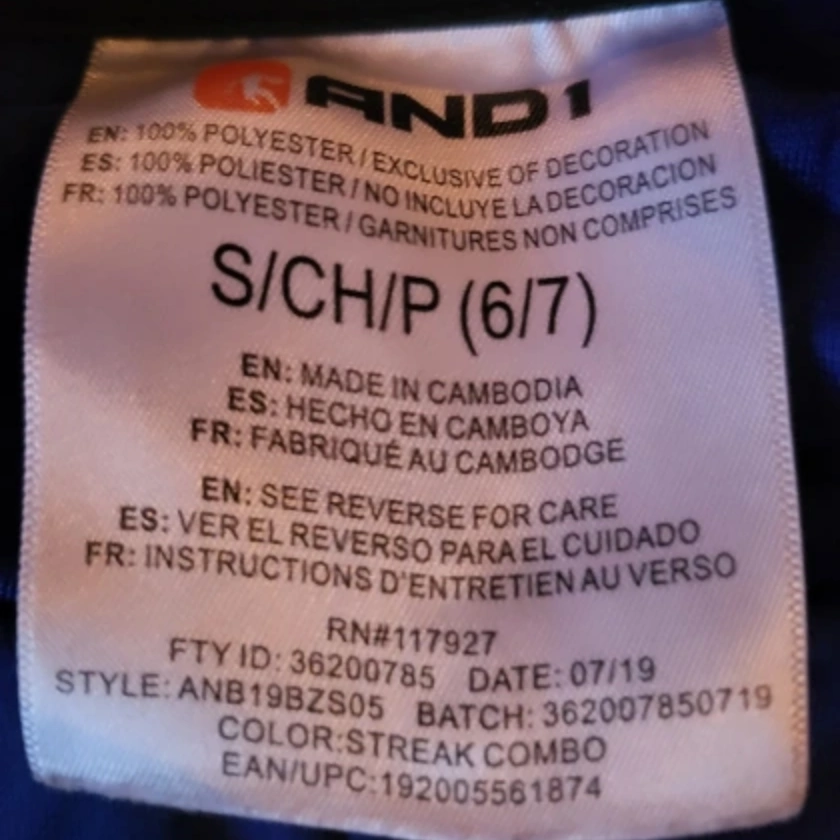 AND1
EN: 100% POLYESTER / EXCLUSIVE OF DECORATION
ES: 100% POLIESTER / NO INCLUYE LA DECORACION
FR: 100% POLYESTER / GARNITURES NON COMPRISES
S/CH/P (6/7)
EN: MADE IN CAMBODIA
ES: HECHO EN CAMBOYA
FR: FABRIQUÉ AU CAMBODGE
EN: SEE REVERSE FOR CARE
ES: VER EL REVERSO PARA EL CUIDADO
FR: INSTRUCTIONS D'ENTRETIEN AU VERSO
RN#117927
FTY ID: 36200785 DATE: 07/19
STYLE: ANB19BZS05 BATCH: 362007850719
COLOR:STREAK COMBO
EAN/UPC:192005561874